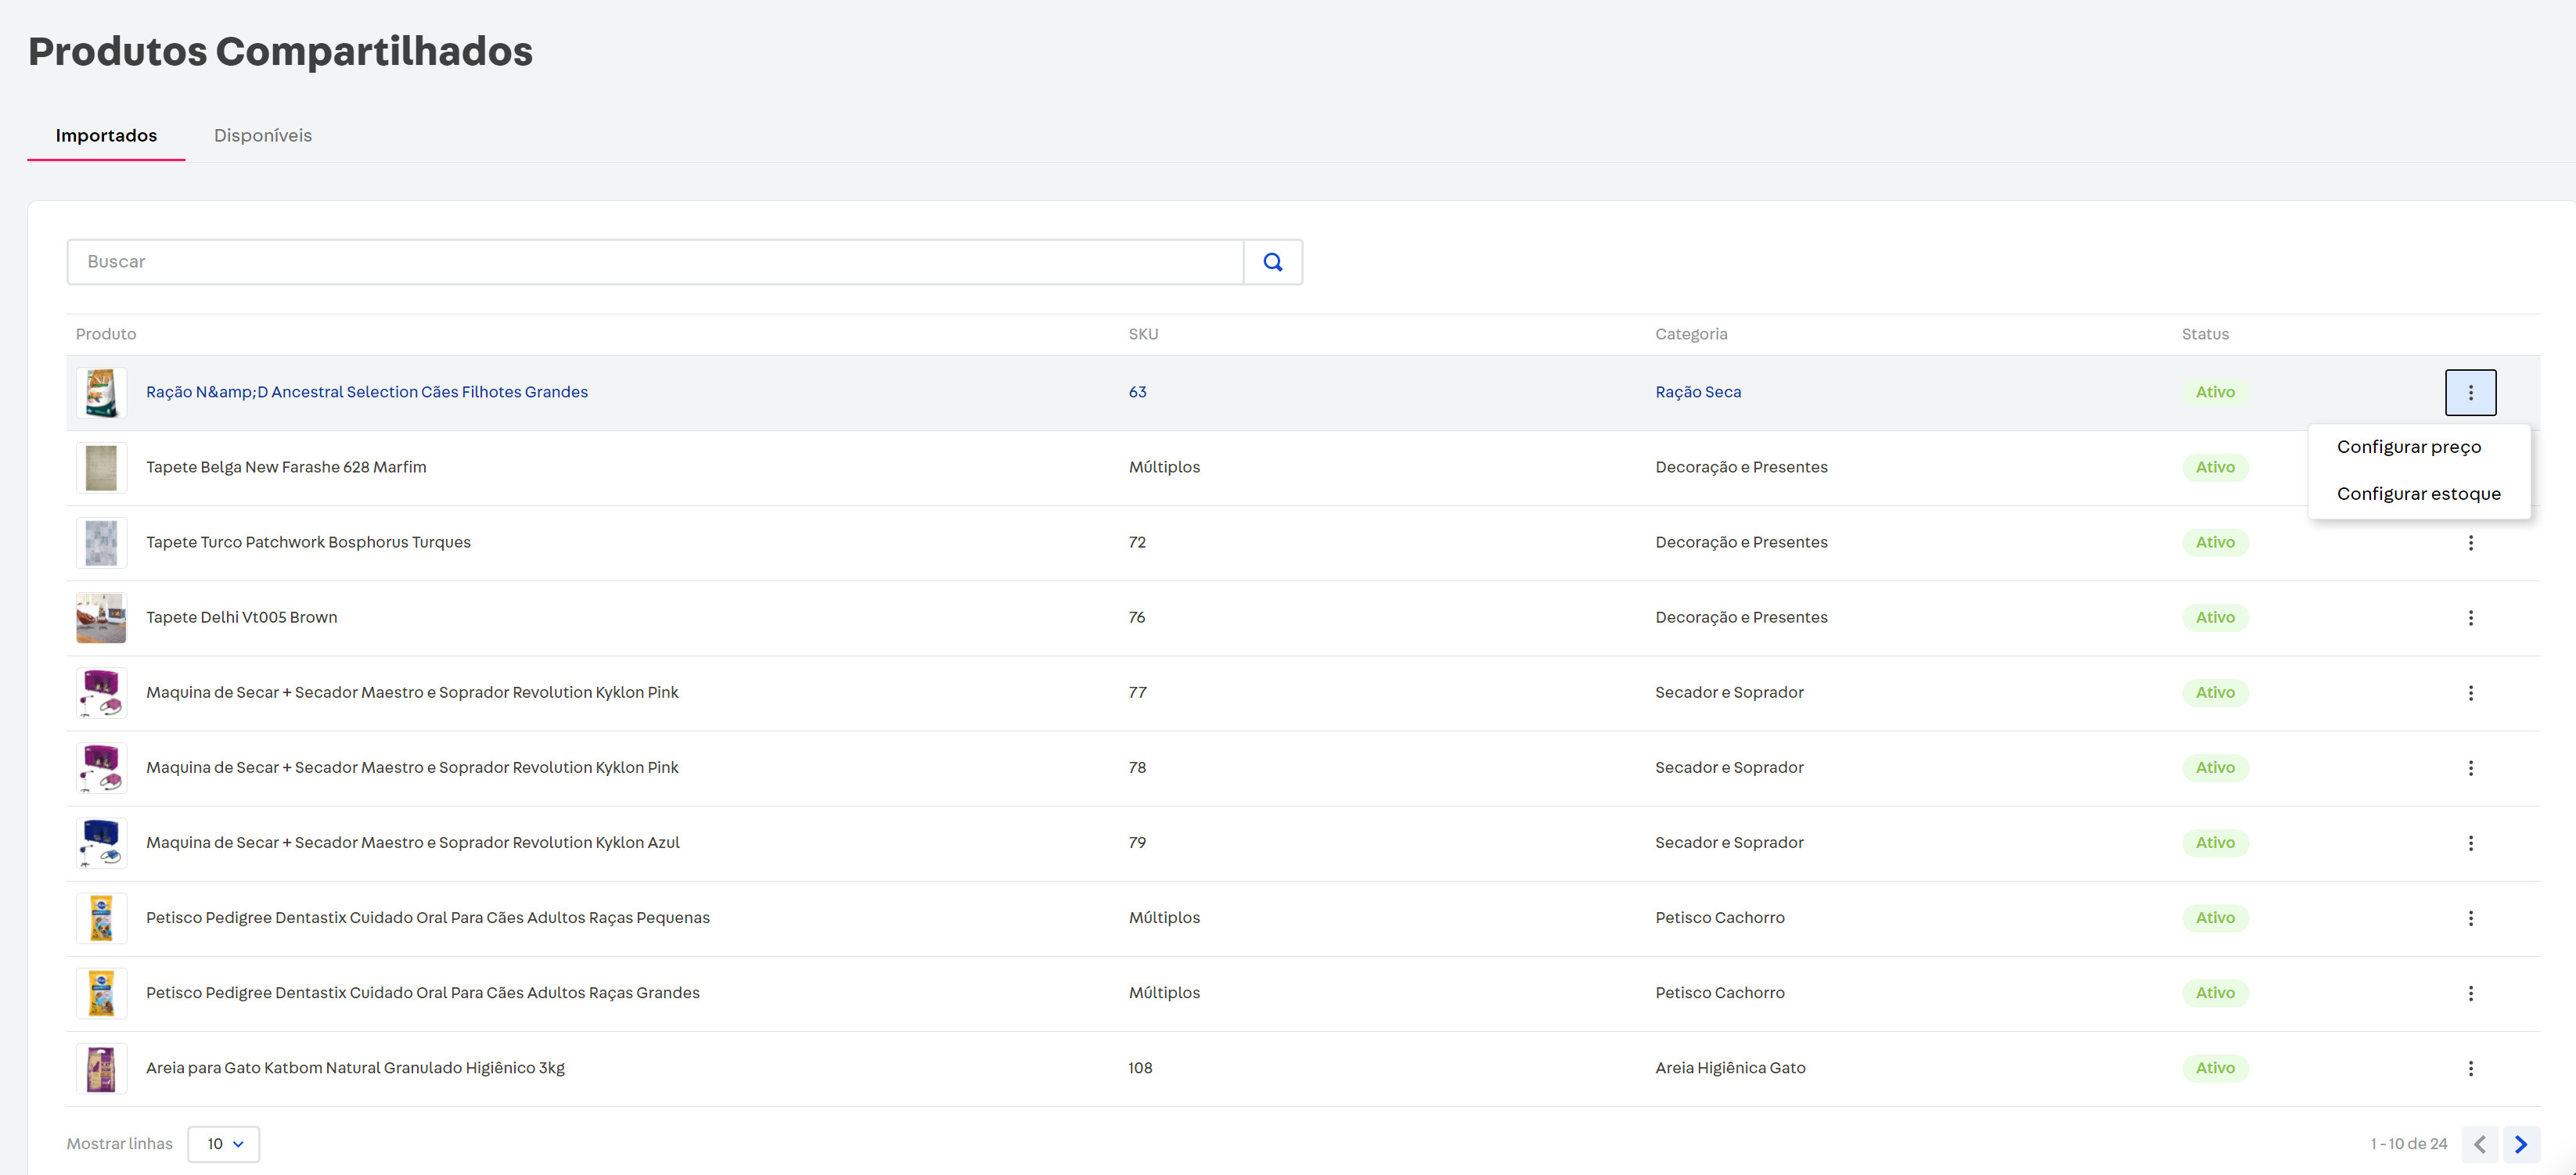 Produtos Compartilhados
Importados Disponíveis
Buscar
Produto SKU Categoria Status
Ração N&amp;D Ancestral Selection Cães Filhotes Grandes 63 Ração Seca Ativo
Configurar preço
Tapete Belga New Farashe 628 Marfim Múltiplos Decoração e Presentes Ativo
Configurar estoque
Tapete Turco Patchwork Bosphorus Turques 72 Decoração e Presentes Ativo
Tapete Delhi Vt005 Brown 76 Decoração e Presentes Ativo
Maquina de Secar + Secador Maestro e Soprador Revolution Kyklon Pink 77 Secador e Soprador Ativo
Maquina de Secar + Secador Maestro e Soprador Revolution Kyklon Pink 78 Secador e Soprador Ativo
Maquina de Secar + Secador Maestro e Soprador Revolution Kyklon Azul 79 Secador e Soprador Ativo
Petisco Pedigree Dentastix Cuidado Oral Para Cães Adultos Raças Pequenas Múltiplos Petisco Cachorro Ativo
Petisco Pedigree Dentastix Cuidado Oral Para Cães Adultos Raças Grandes Múltiplos Petisco Cachorro Ativo
Areia para Gato Katbom Natural Granulado Higiênico 3kg 108 Areia Higiênica Gato Ativo
Mostrar linhas 10 1 - 10 de 24